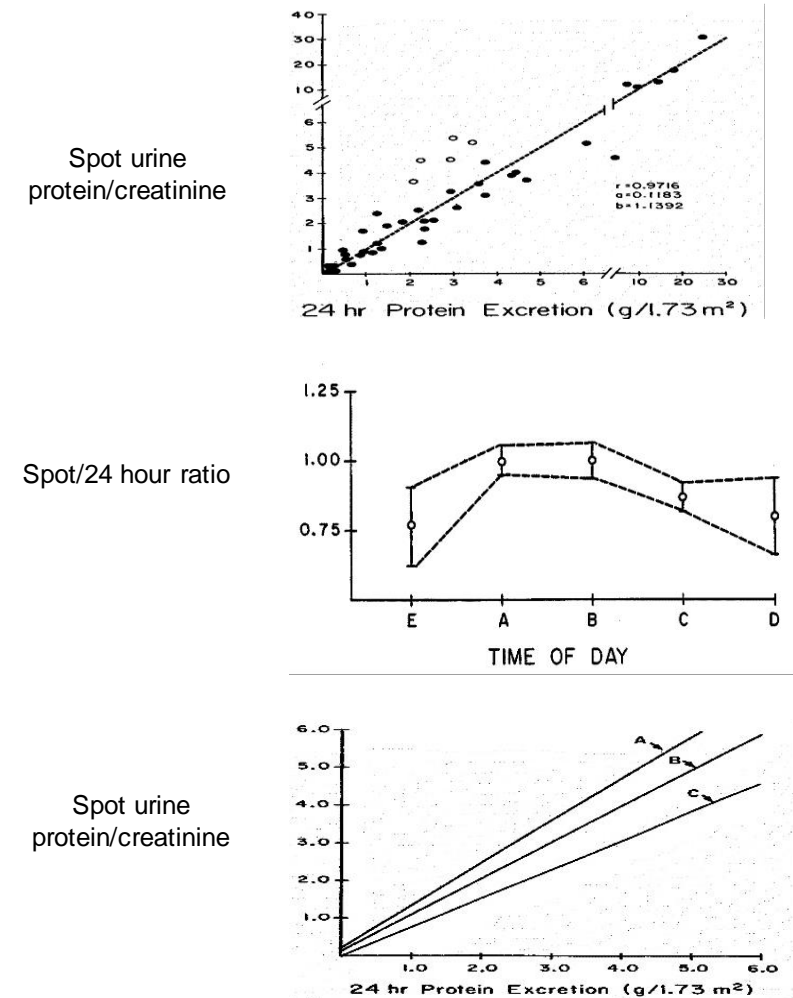 Spot urine
protein/creatinine
40
30
20
10
6
5
4
3
2
1
r=0.9716
a=0.1183
b=1.1392
1 2 3 4 5 6 10 20 30
24 hr Protein Excretion (g/1.73 m²)
Spot/24 hour ratio
1.25
1.00
0.75
E A B C D
TIME OF DAY
Spot urine
protein/creatinine
6.0
5.0
4.0
3.0
2.0
1.0
A
B
C
1.0 2.0 3.0 4.0 5.0 6.0
24 hr Protein Excretion (g/1.73 m²)